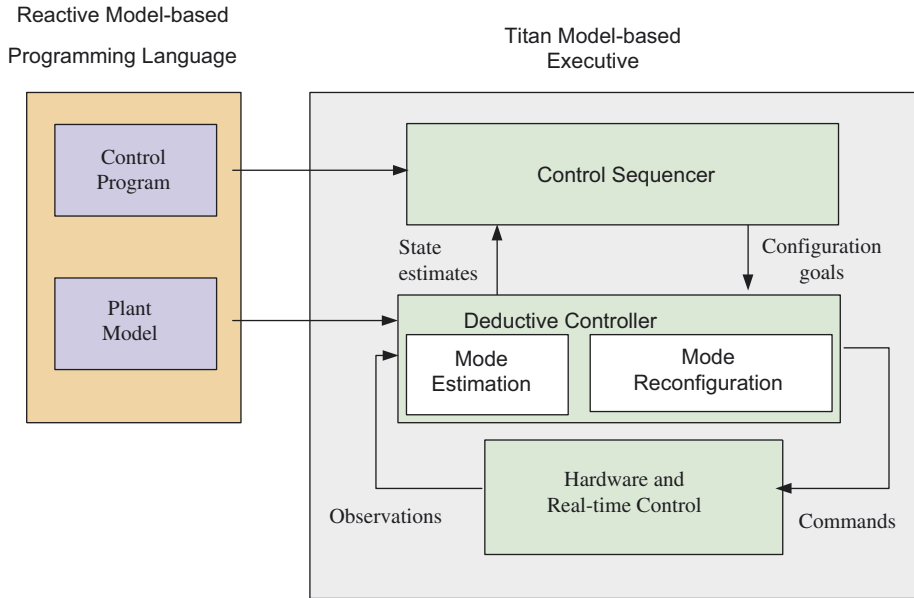 Reactive Model-based
Programming Language
Titan Model-based
Executive
Control
Program
Control Sequencer
State
estimates
Configuration
goals
Plant
Model
Deductive Controller
Mode
Estimation
Mode
Reconfiguration
Hardware and
Real-time Control
Observations
Commands